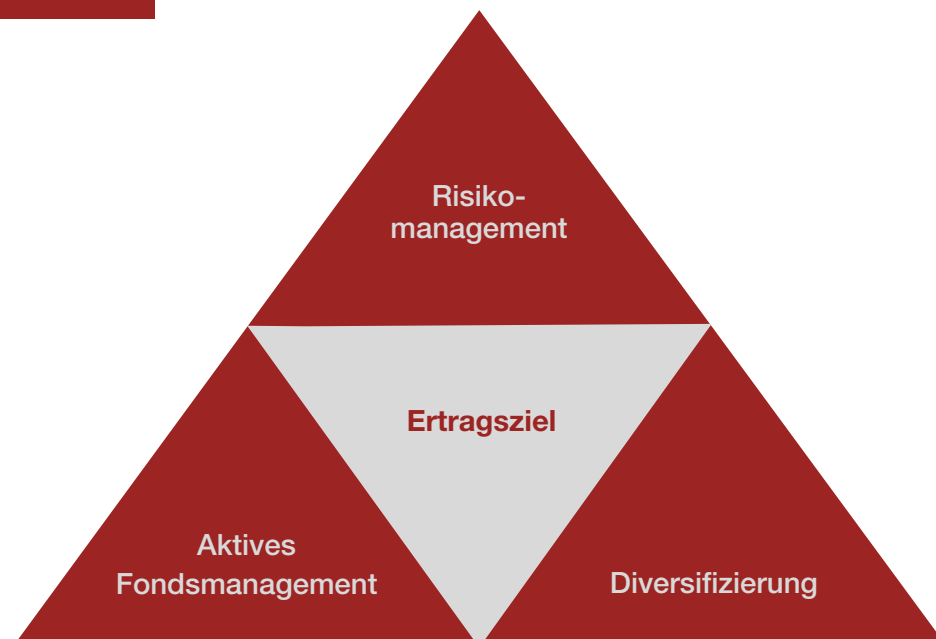 Risiko-
management
Ertragsziel
Aktives
Fondsmanagement
Diversifizierung